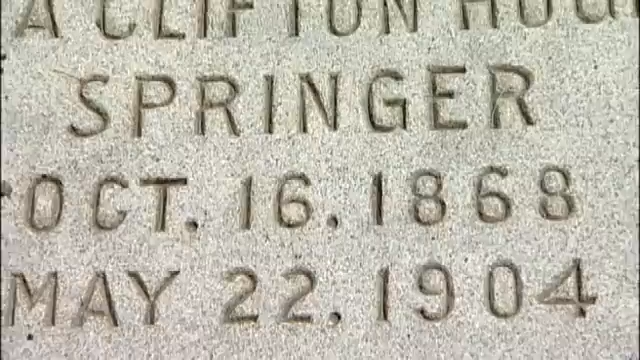 A CLIFTON
SPRINGER
OCT. 16. 1868
MAY 22. 1904